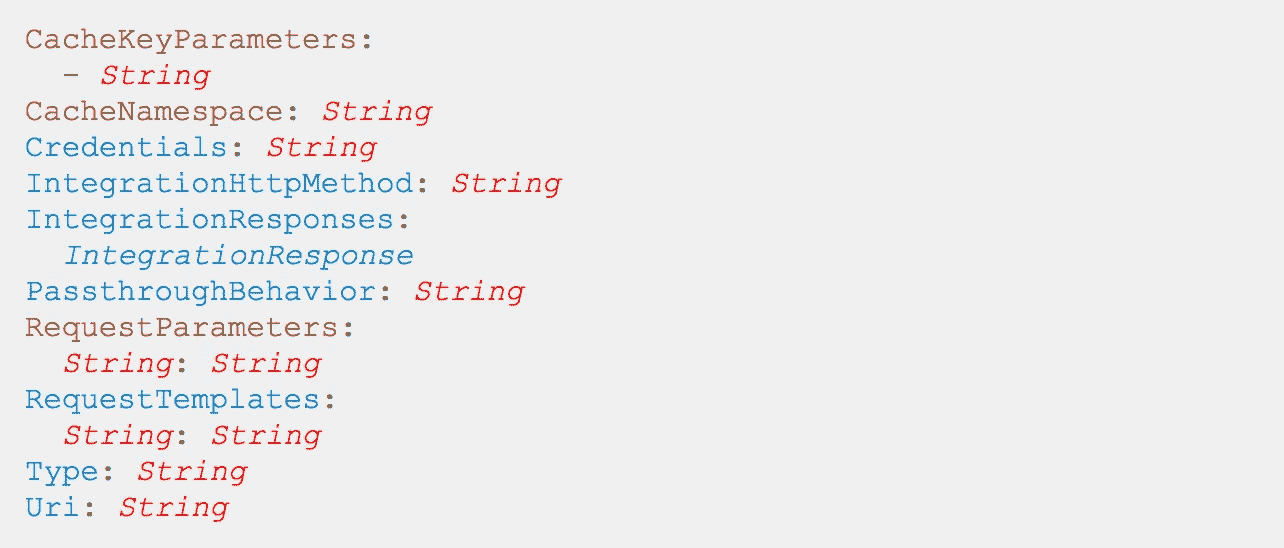 CacheKeyParameters:
  - String
CacheNamespace: String
Credentials: String
IntegrationHttpMethod: String
IntegrationResponses:
  IntegrationResponse
PassthroughBehavior: String
RequestParameters:
  String: String
RequestTemplates:
  String: String
Type: String
Uri: String